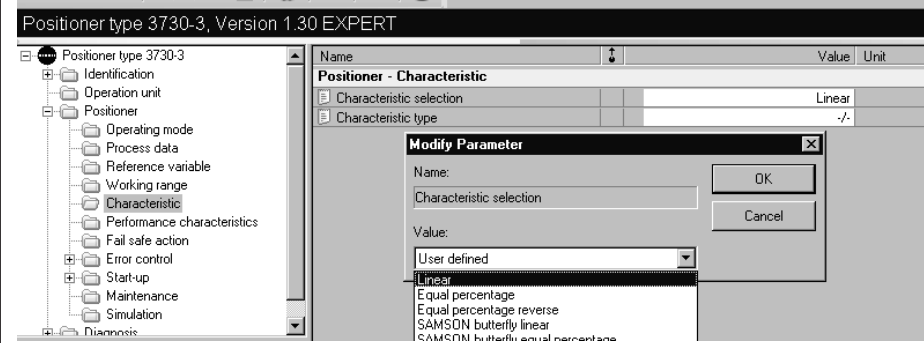 Positioner type 3730-3, Version 1.30 EXPERT
Positioner type 3730-3
Identification
Operation unit
Positioner
Operating mode
Process data
Reference variable
Working range
Characteristic
Performance characteristics
Fail safe action
Error control
Start-up
Maintenance
Simulation
Diagnosis
Name Value Unit
Positioner - Characteristic
Characteristic selection Linear
Characteristic type -/-
Modify Parameter
Name:
Characteristic selection
Value:
User defined
Linear
Equal percentage
Equal percentage reverse
SAMSON butterfly linear
SAMSON butterfly equal percentage
OK
Cancel